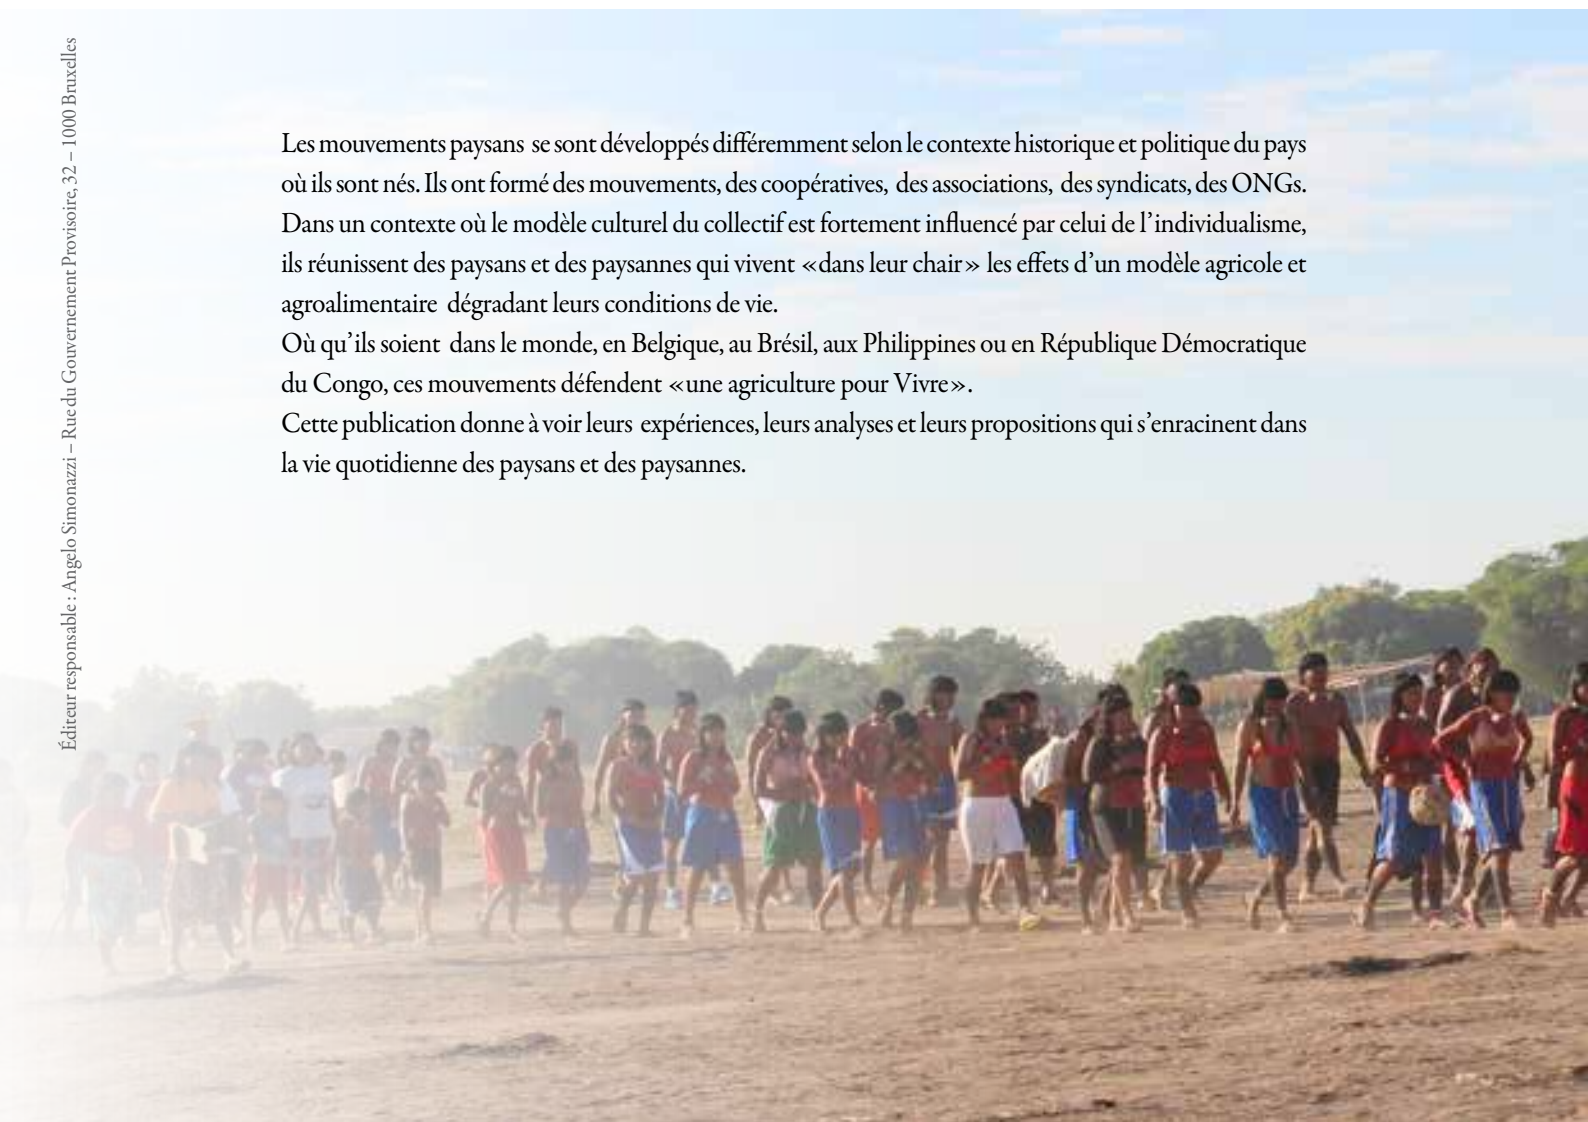 Les mouvements paysans se sont développés différemment selon le contexte historique et politique du pays
où ils sont nés. Ils ont formé des mouvements, des coopératives, des associations, des syndicats, des ONGs.
Dans un contexte où le modèle culturel du collectif est fortement influencé par celui de l’individualisme,
ils réunissent des paysans et des paysannes qui vivent «dans leur chair» les effets d’un modèle agricole et
agroalimentaire dégradant leurs conditions de vie.
Où qu’ils soient dans le monde, en Belgique, au Brésil, aux Philippines ou en République Démocratique
du Congo, ces mouvements défendent «une agriculture pour Vivre».
Cette publication donne à voir leurs expériences, leurs analyses et leurs propositions qui s’enracinent dans
la vie quotidienne des paysans et des paysannes.
Éditeur responsable : Angelo Simonazzi – Rue du Gouvernement Provisoire, 32 – 1000 Bruxelles